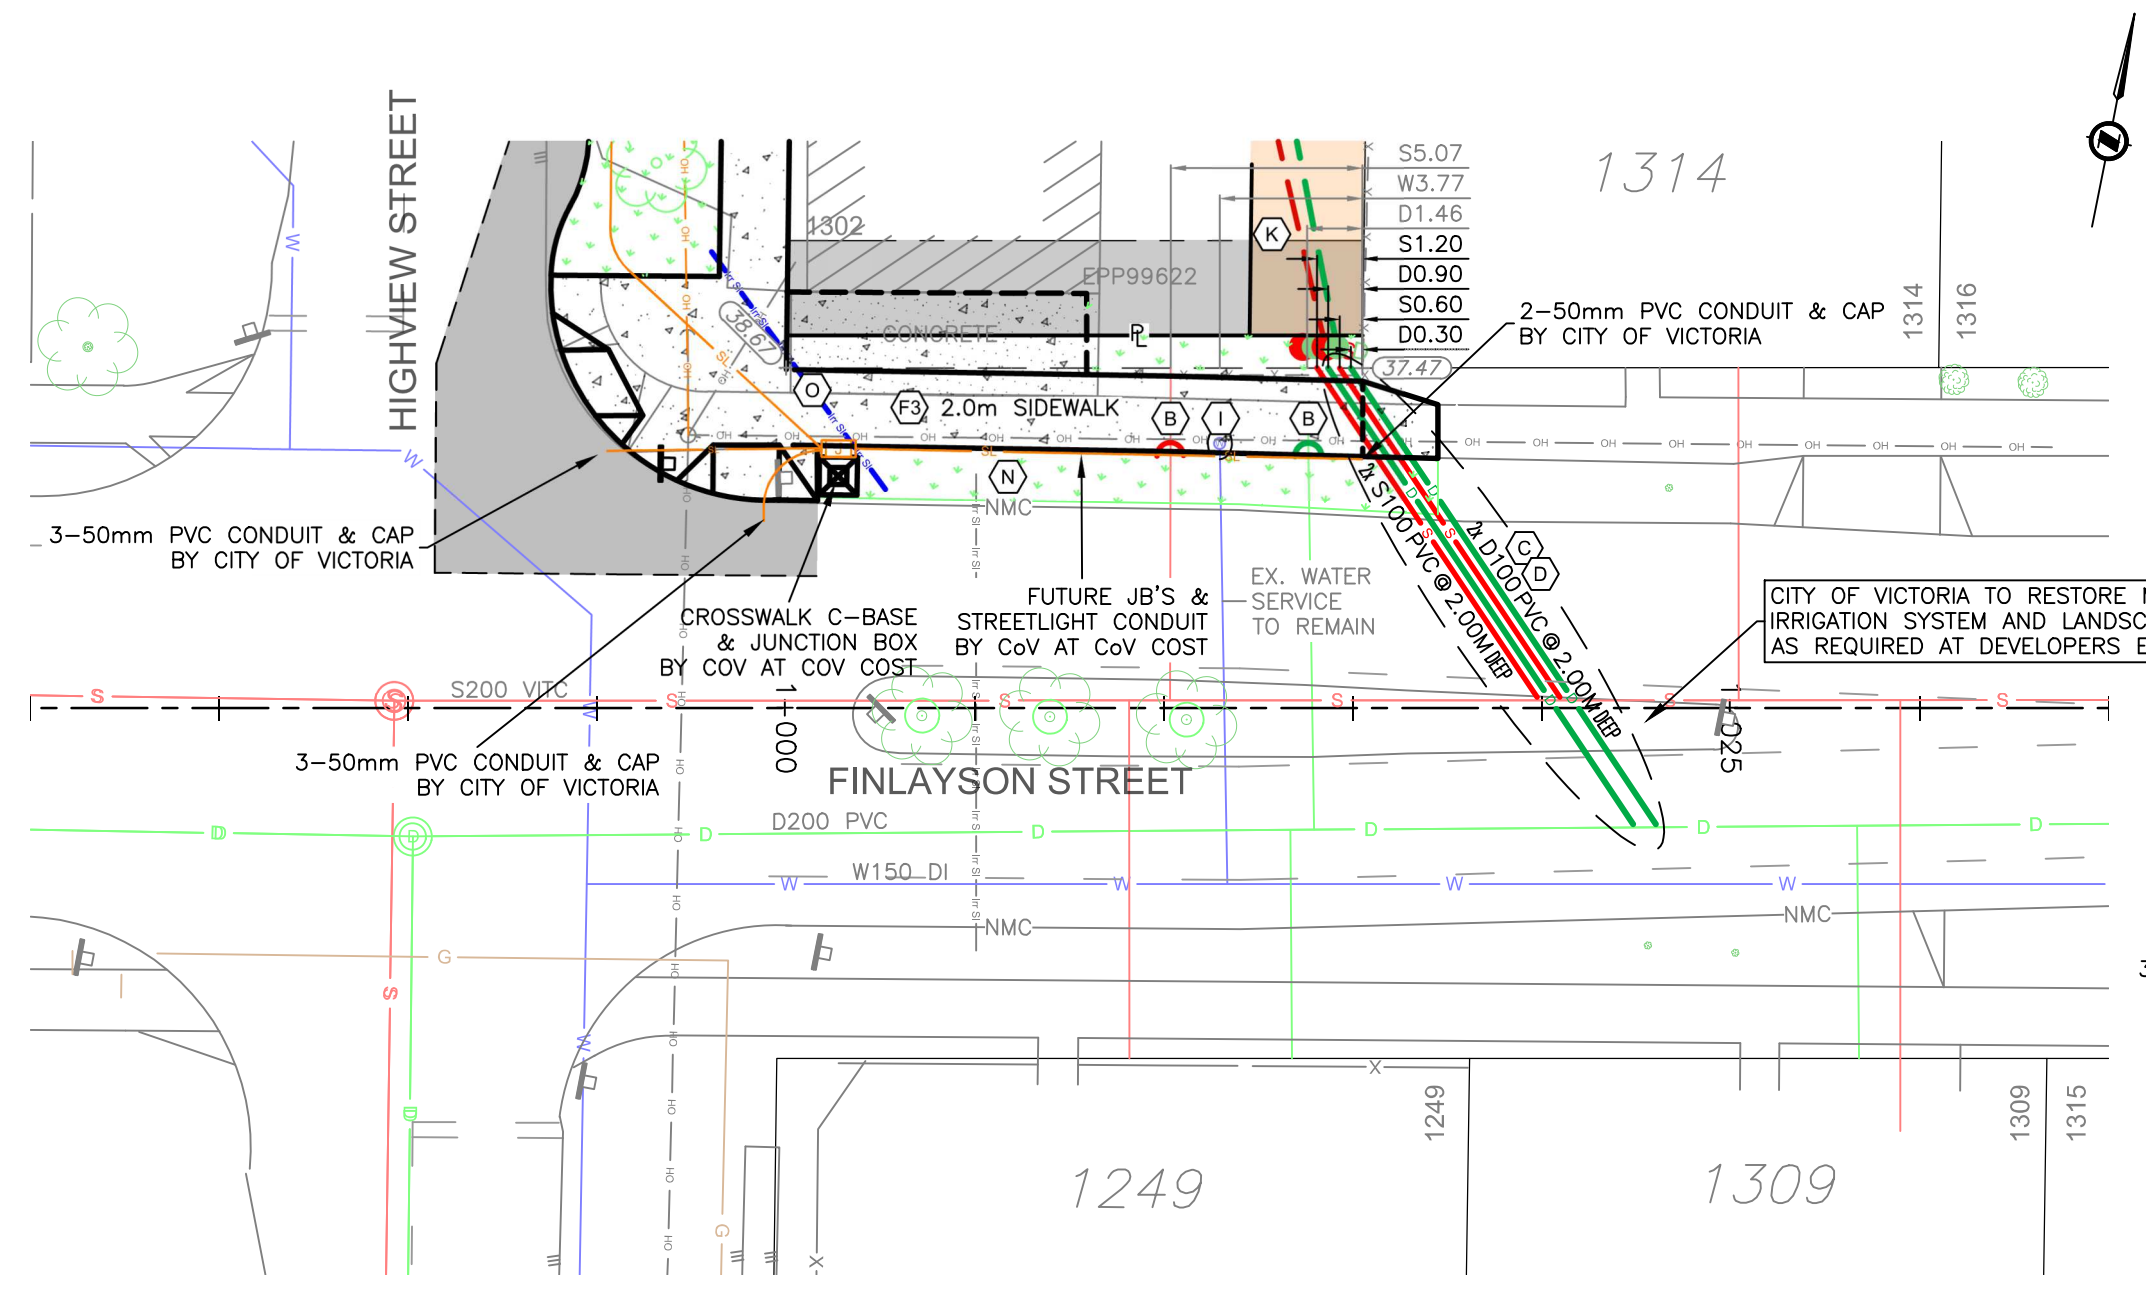 HIGHVIEW STREET
1302
EPP99622
CONCRETE
38.67
S5.07
W3.77
D1.46
S1.20
D0.90
S0.60
D0.30
37.47
1314
1314
1316
K
O
F3
2.0m SIDEWALK
B
I
B
N
C
D
NMC
2-50mm PVC CONDUIT & CAP
BY CITY OF VICTORIA
3-50mm PVC CONDUIT & CAP
BY CITY OF VICTORIA
CROSSWALK C-BASE
& JUNCTION BOX
BY COV AT COV COST
FUTURE JB'S &
STREETLIGHT CONDUIT
BY CoV AT CoV COST
EX. WATER
SERVICE
TO REMAIN
2x S100 PVC @ 2.00M DEEP
2x D100 PVC @ 2.00M DEEP
CITY OF VICTORIA TO RESTORE
IRRIGATION SYSTEM AND LANDSC
AS REQUIRED AT DEVELOPERS E
S200 VITC
1+000
1+025
3-50mm PVC CONDUIT & CAP
BY CITY OF VICTORIA
FINLAYSON STREET
D200 PVC
W150 DI
NMC
NMC
1249
1309
1315
1249
1309